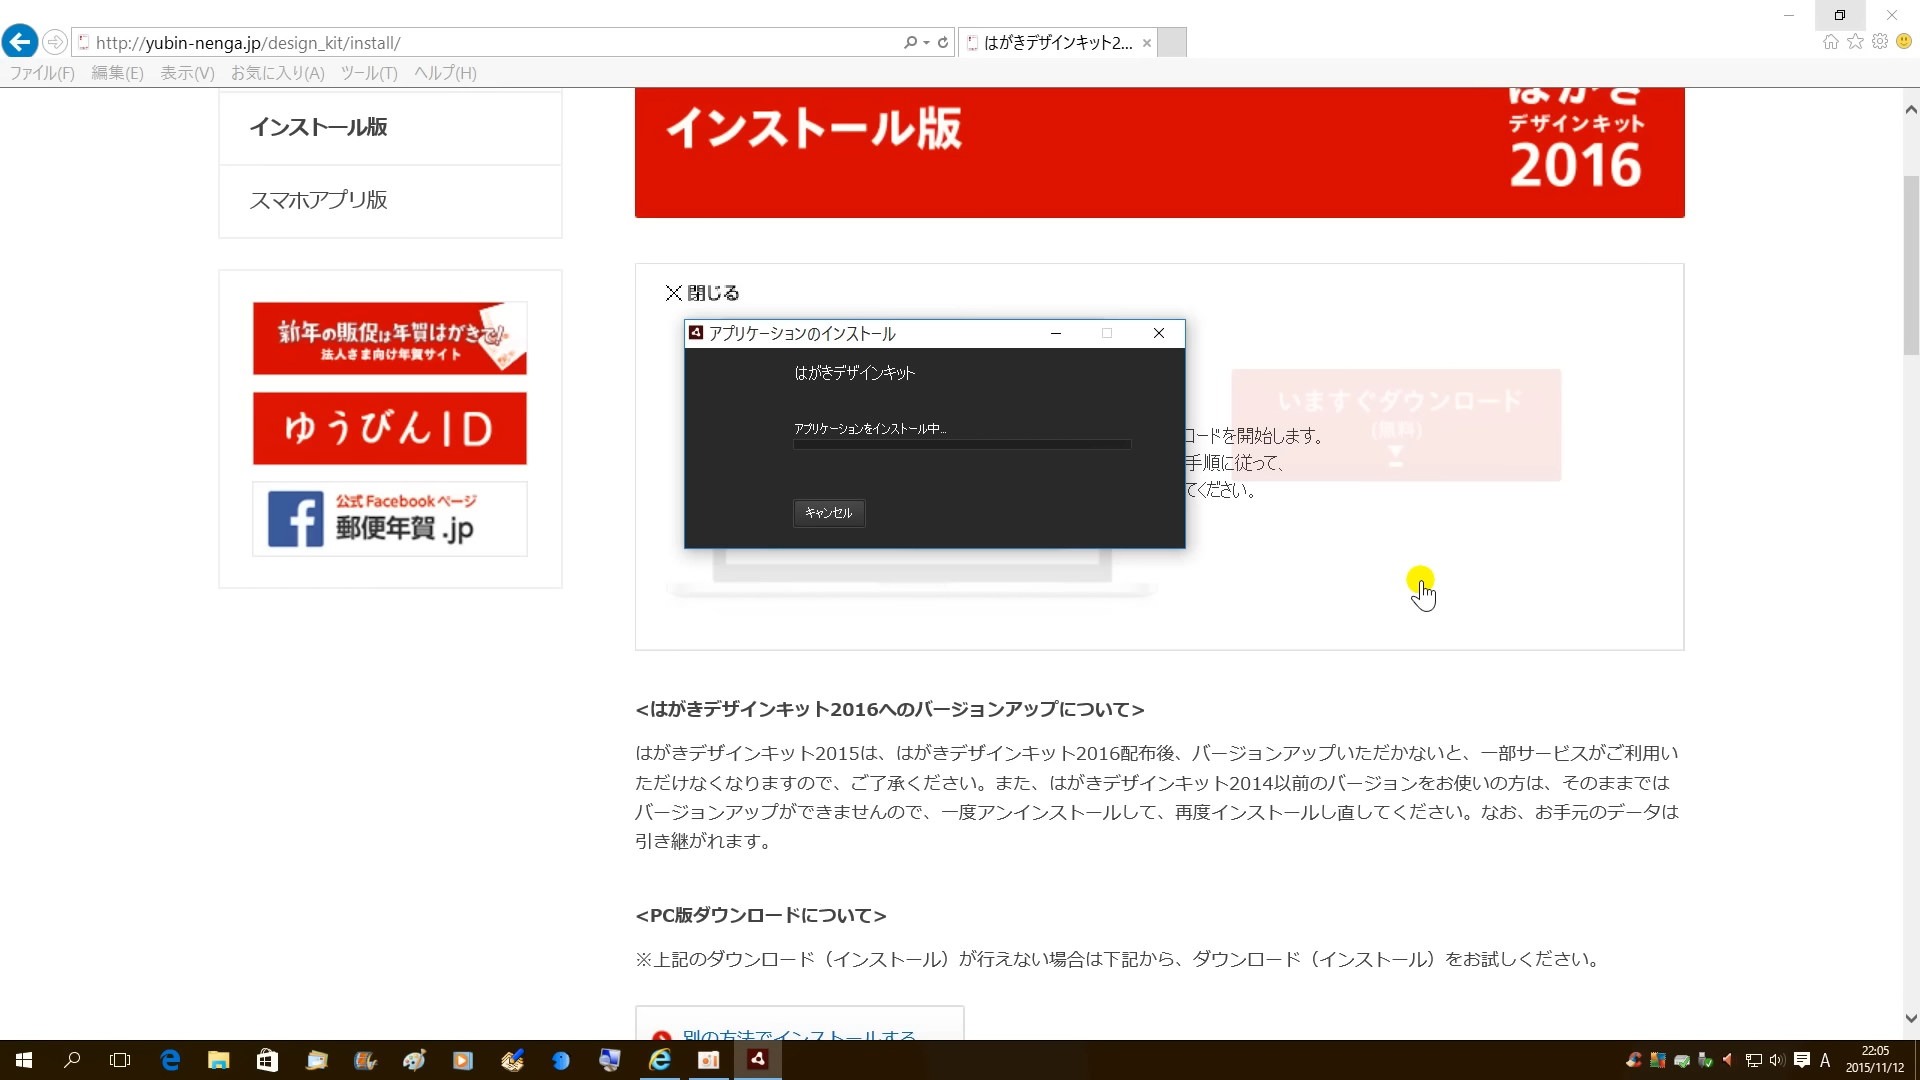 http://yubin-nenga.jp/design_kit/install/
はがきデザインキット2...
ファイル(F) 編集(E) 表示(V) お気に入り(A) ツール(T) ヘルプ(H)
インストール版
スマホアプリ版
新年の販促は年賀はがきで!
法人さま向け年賀サイト
ゆうびんID
公式Facebookページ
郵便年賀.jp
インストール版
はがき
デザインキット
2016
閉じる
アプリケーションのインストール
はがきデザインキット
アプリケーションをインストール中...
キャンセル
いますぐダウンロード
(無料)
ロードを開始します。
手順に従って、
てください。
<はがきデザインキット2016へのバージョンアップについて>
はがきデザインキット2015は、はがきデザインキット2016配布後、バージョンアップいただかないと、一部サービスがご利用い
ただけなくなりますので、ご了承ください。また、はがきデザインキット2014以前のバージョンをお使いの方は、そのままでは
バージョンアップができませんので、一度アンインストールして、再度インストールし直してください。なお、お手元のデータは
引き継がれます。
<PC版ダウンロードについて>
※上記のダウンロード（インストール）が行えない場合は下記から、ダウンロード（インストール）をお試しください。
別の方法でインストールする
A
22:05
2015/11/12